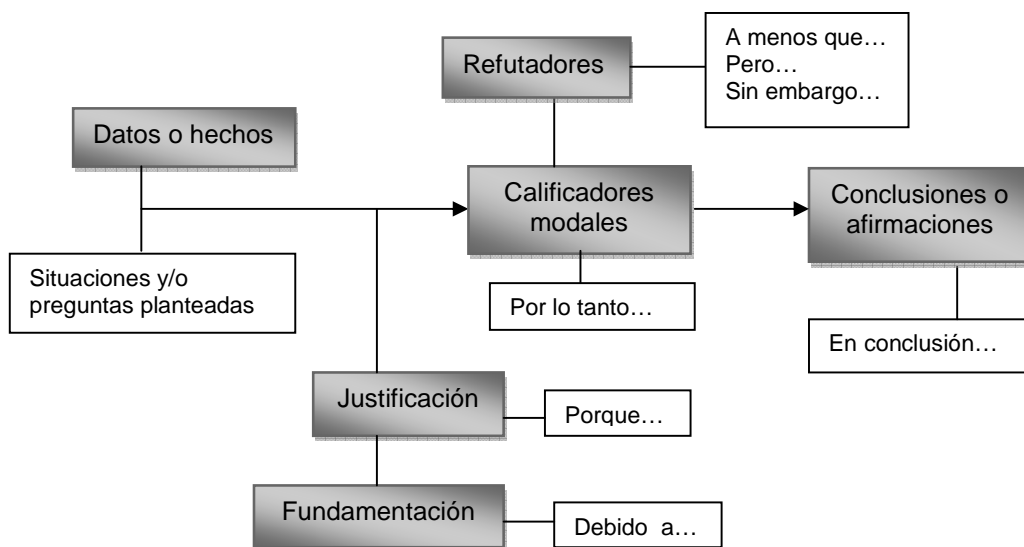 A menos que…
Pero…
Sin embargo…
Refutadores
Datos o hechos
Calificadores
modales
Conclusiones o
afirmaciones
Situaciones y/o
preguntas planteadas
Por lo tanto…
En conclusión…
Justificación
Porque…
Fundamentación
Debido a…